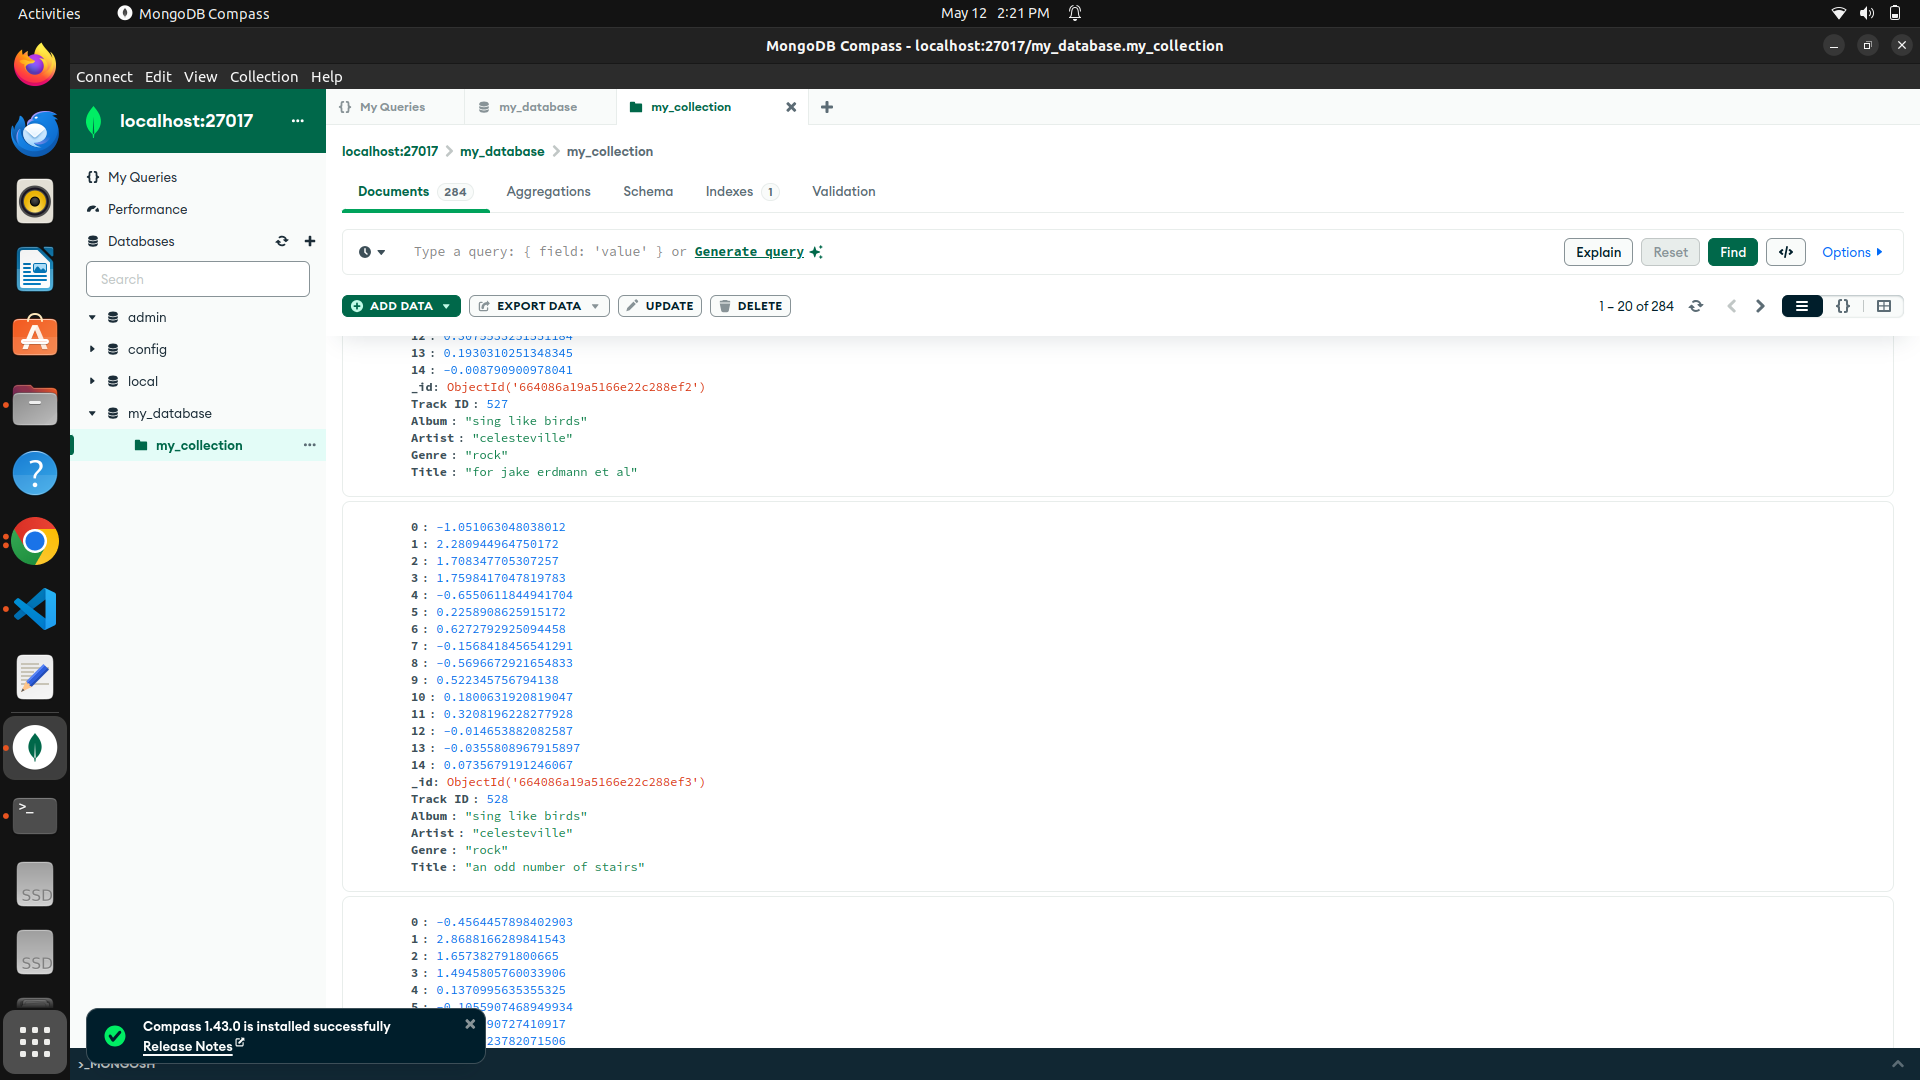 Activities
MongoDB Compass
May 12 2:21 PM
MongoDB Compass - localhost:27017/my_database.my_collection
Connect Edit View Collection Help
localhost:27017 ...
My Queries
Performance
Databases
Search
admin
config
local
my_database
my_collection ...
{} My Queries
my_database
my_collection
localhost:27017 > my_database > my_collection
Documents 284 Aggregations Schema Indexes 1 Validation
Type a query: { field: 'value' } or Generate query
Explain Reset Find </> Options
ADD DATA EXPORT DATA UPDATE DELETE
1 – 20 of 284
{}
13 : 0.1930310251348345
14 : -0.008790900978041
_id: ObjectId('664086a19a5166e22c288ef2')
Track ID : 527
Album : "sing like birds"
Artist : "celesteville"
Genre : "rock"
Title : "for jake erdmann et al"
0 : -1.051063048038012
1 : 2.280944964750172
2 : 1.708347705307257
3 : 1.7598417047819783
4 : -0.6550611844941704
5 : 0.2258908625915172
6 : 0.6272792925094458
7 : -0.1568418456541291
8 : -0.5696672921654833
9 : 0.522345756794138
10 : 0.1800631920819047
11 : 0.3208196228277928
12 : -0.014653882082587
13 : -0.0355808967915897
14 : 0.0735679191246067
_id: ObjectId('664086a19a5166e22c288ef3')
Track ID : 528
Album : "sing like birds"
Artist : "celesteville"
Genre : "rock"
Title : "an odd number of stairs"
0 : -0.4564457898402903
1 : 2.8688166289841543
2 : 1.657382791800665
3 : 1.4945805760033906
4 : 0.1370995635355325
5 : -0.1055907468949934
90727410917
23782071506
Compass 1.43.0 is installed successfully
Release Notes
>_MONGOSH
SSD
SSD